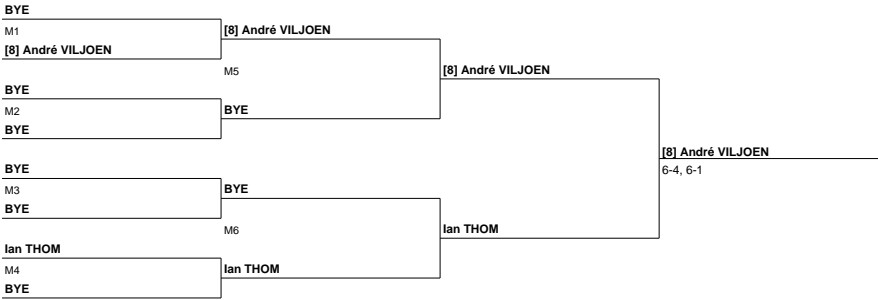 BYE
M1
[8] André VILJOEN
BYE
M2
BYE
BYE
M3
BYE
Ian THOM
M4
BYE
[8] André VILJOEN
M5
BYE
BYE
M6
Ian THOM
[8] André VILJOEN
Ian THOM
[8] André VILJOEN
6-4, 6-1